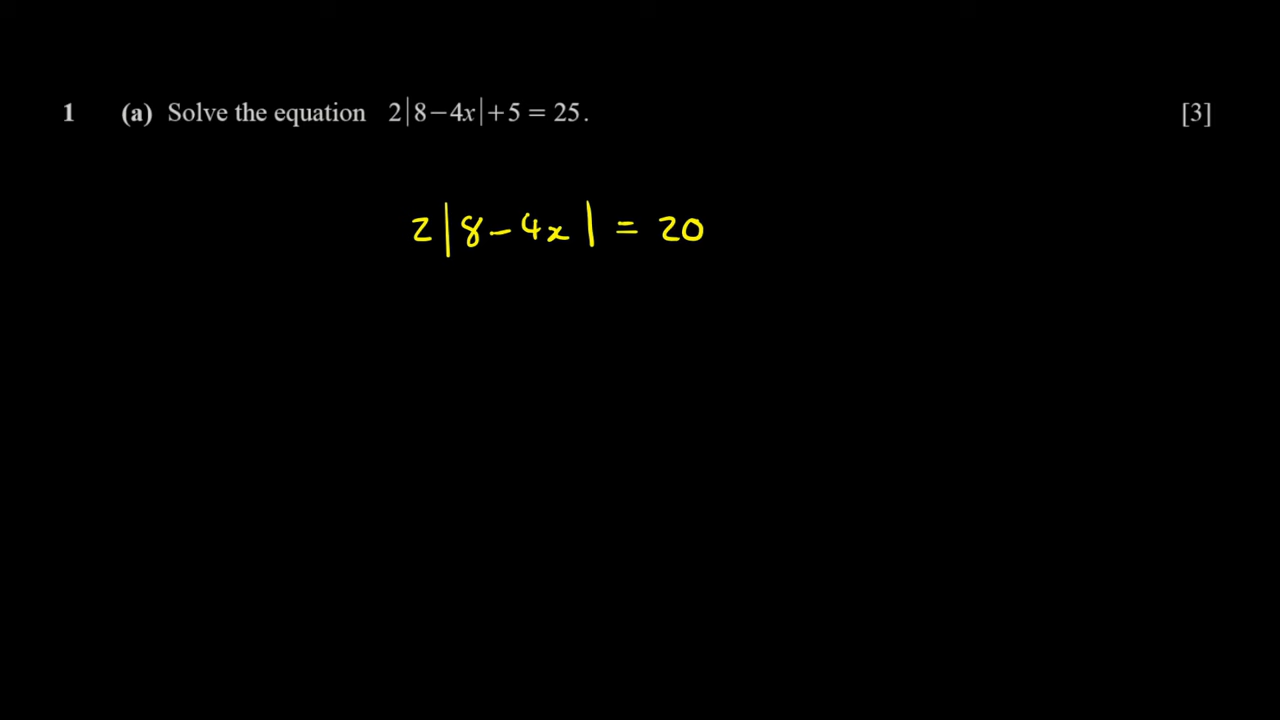 1 (a) Solve the equation 2|8−4x|+5 = 25. [3]
2|8−4x| = 20